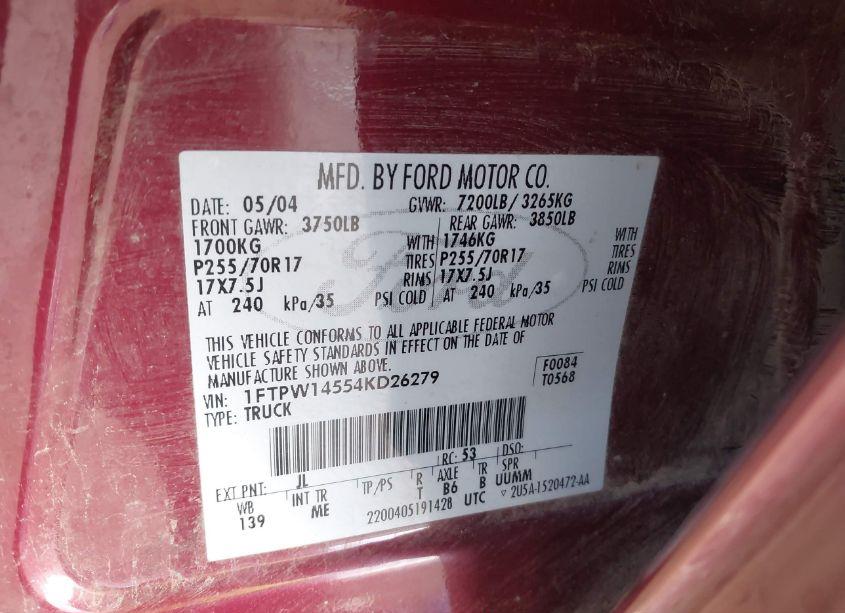 MFD. BY FORD MOTOR CO.
DATE: 05/04 GVWR: 7200LB/ 3265KG
FRONT GAWR: 3750LB REAR GAWR: 3850LB
1700KG WITH 1746KG WITH
P255/70R17 TIRES P255/70R17 TIRES
17X7.5J RIMS 17X7.5J RIMS
AT 240 kPa/35 PSI COLD AT 240 kPa/35 PSI COLD
Ford
THIS VEHICLE CONFORMS TO ALL APPLICABLE FEDERAL MOTOR
VEHICLE SAFETY STANDARDS IN EFFECT ON THE DATE OF
MANUFACTURE SHOWN ABOVE.
F0084
VIN: 1FTPW14554KD26279
T0568
TYPE: TRUCK
EXT PNT: JL RC: 53 DSO:
WB INT TR TP/PS R T AXLE TR SPR
139 ME B6 B UUMM
2200405191428 UTC ▽ 2U5A-1520472-AA